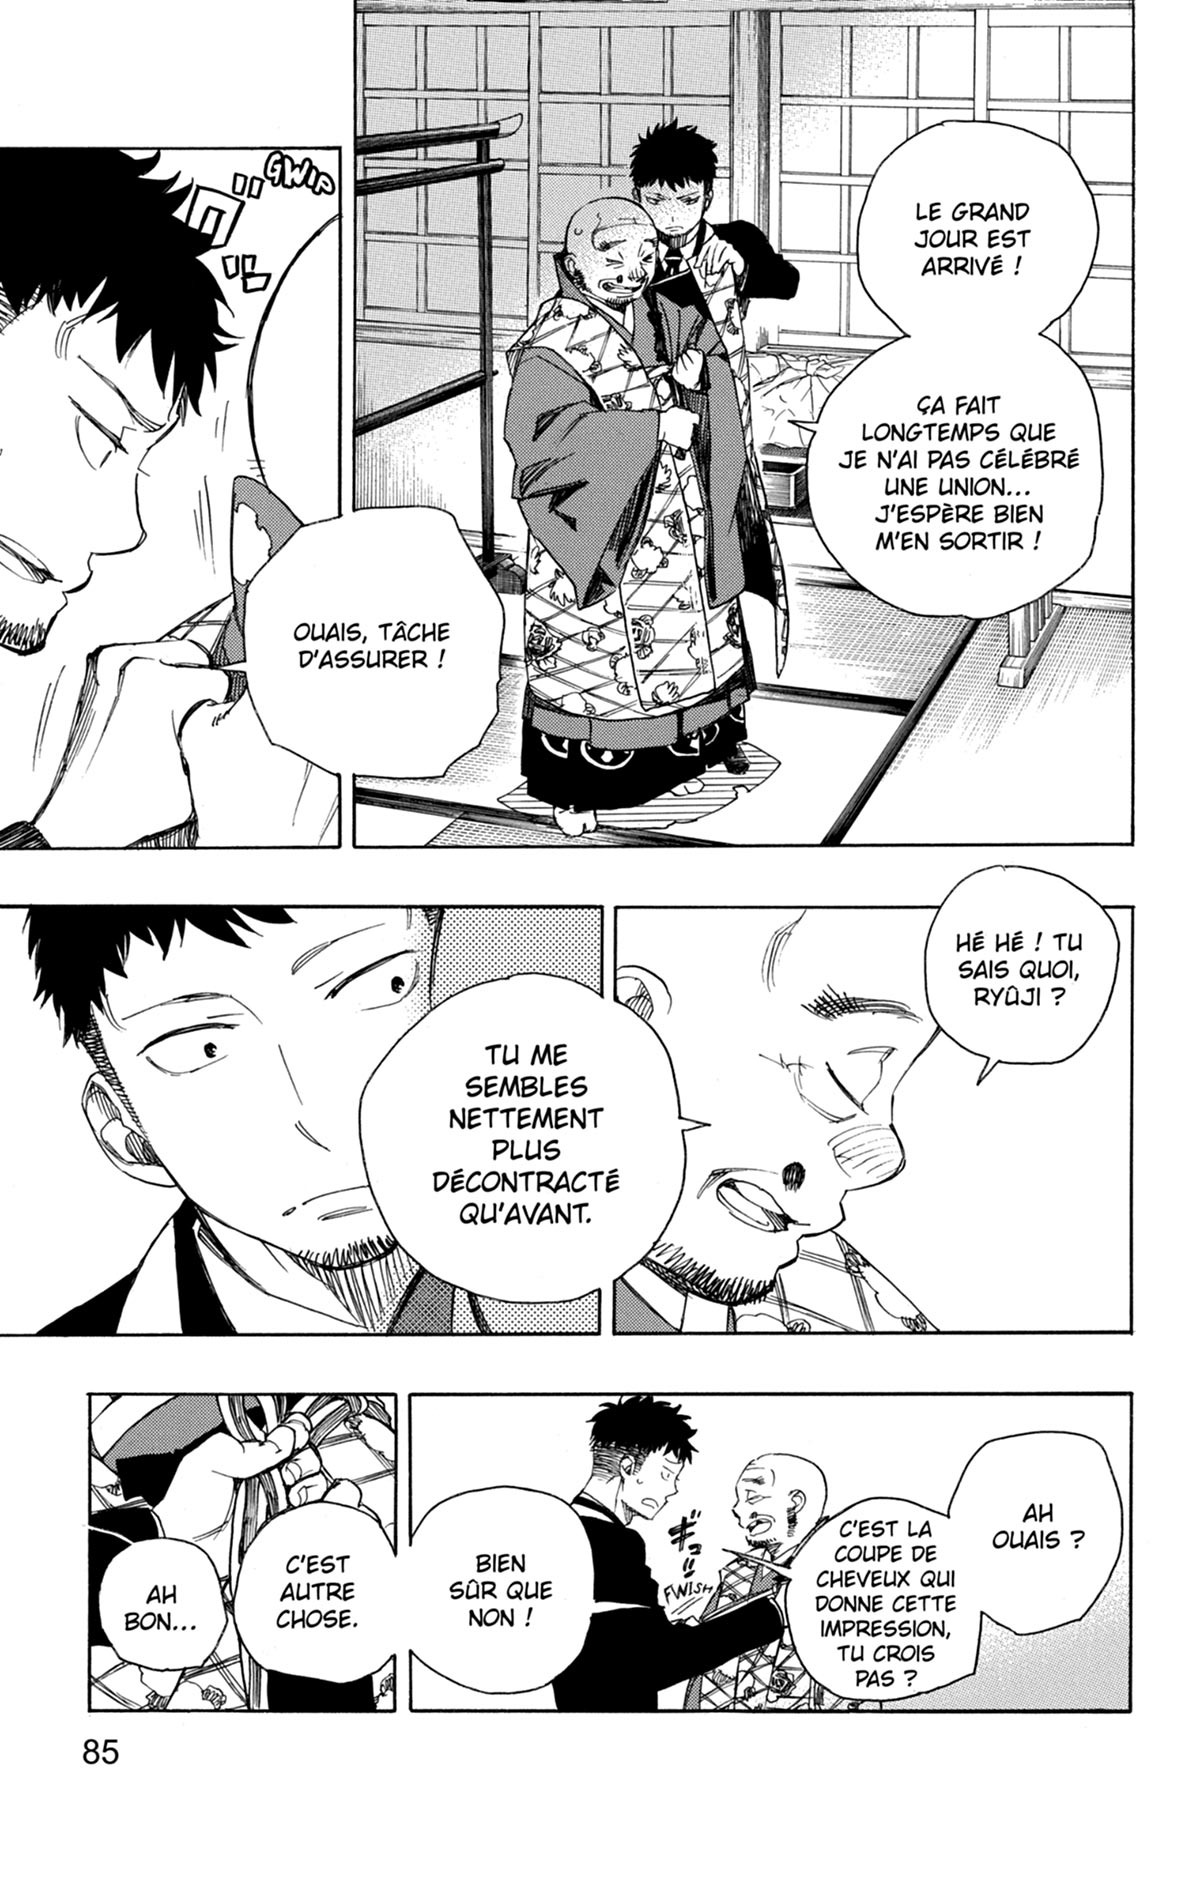 LE GRAND
JOUR EST
ARRIVÉ !
ÇA FAIT
LONGTEMPS QUE
JE N'AI PAS CÉLÉBRÉ
UNE UNION...
J'ESPÈRE BIEN
M'EN SORTIR !
GWIP
OUAIS, TÂCHE
D'ASSURER !
HÉ HÉ ! TU
SAIS QUOI,
RYÛJI ?
TU ME
SEMBLES
NETTEMENT
PLUS
DÉCONTRACTÉ
QU'AVANT.
AH
OUAIS ?
C'EST LA
COUPE DE
CHEVEUX QUI
DONNE CETTE
IMPRESSION,
TU CROIS
PAS ?
ギュッ
FWISH
BIEN
SÛR QUE
NON !
C'EST
AUTRE
CHOSE.
AH
BON...
85